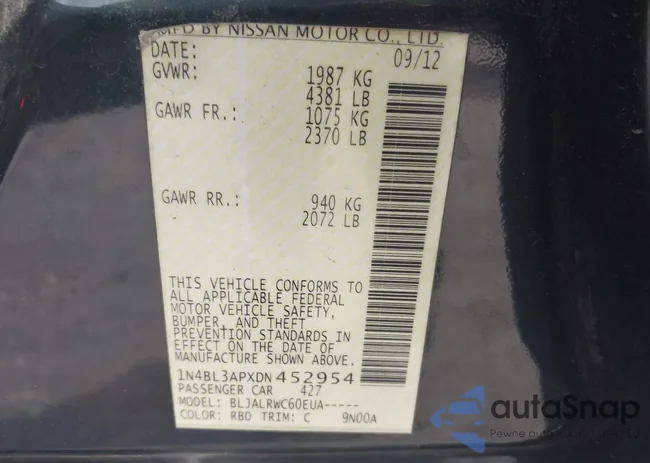 MFD BY NISSAN MOTOR CO., LTD.
DATE: 09/12
GVWR: 1987 KG
4381 LB
GAWR FR.: 1075 KG
2370 LB
GAWR RR.: 940 KG
2072 LB
THIS VEHICLE CONFORMS TO
ALL APPLICABLE FEDERAL
MOTOR VEHICLE SAFETY,
BUMPER, AND THEFT
PREVENTION STANDARDS IN
EFFECT ON THE DATE OF
MANUFACTURE SHOWN ABOVE.
1N4BL3APXDN452954
PASSENGER CAR 427
MODEL: BLJALRWC60EUA-----
COLOR: RBD TRIM: C 9N00A
autoSnap
Pewne auto